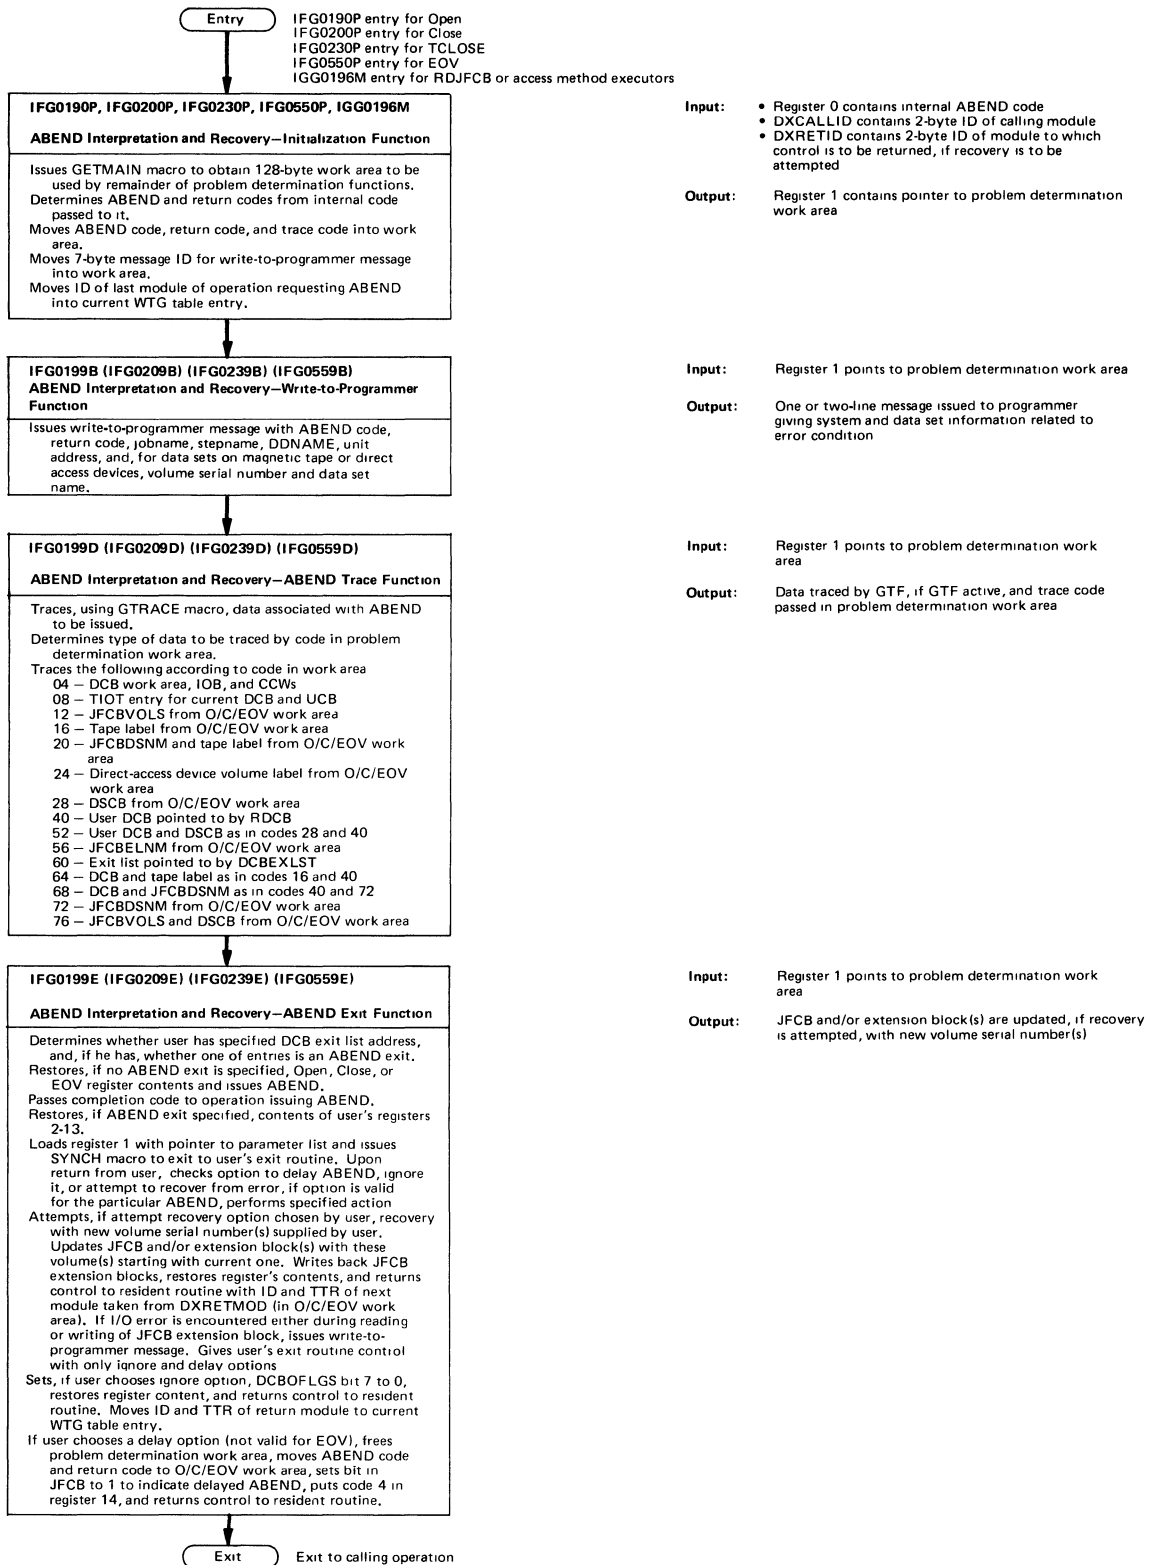 Entry
IFG0190P entry for Open
IFG0200P entry for Close
IFG0230P entry for TCLOSE
IFG0550P entry for EOV
IGG0196M entry for RDJFCB or access method executors
IFG0190P, IFG0200P, IFG0230P, IFG0550P, IGG0196M
ABEND Interpretation and Recovery—Initialization Function
Issues GETMAIN macro to obtain 128-byte work area to be
used by remainder of problem determination functions.
Determines ABEND and return codes from internal code
passed to it.
Moves ABEND code, return code, and trace code into work
area.
Moves 7-byte message ID for write-to-programmer message
into work area.
Moves ID of last module of operation requesting ABEND
into current WTG table entry.
Input:
• Register 0 contains internal ABEND code
• DXCALLID contains 2-byte ID of calling module
• DXRETID contains 2-byte ID of module to which
control is to be returned, if recovery is to be
attempted
Output:
Register 1 contains pointer to problem determination
work area
IFG0199B (IFG0209B) (IFG0239B) (IFG0559B)
ABEND Interpretation and Recovery—Write-to-Programmer
Function
Issues write-to-programmer message with ABEND code,
return code, jobname, stepname, DDNAME, unit
address, and, for data sets on magnetic tape or direct
access devices, volume serial number and data set
name.
Input:
Register 1 points to problem determination work area
Output:
One or two-line message issued to programmer
giving system and data set information related to
error condition
IFG0199D (IFG0209D) (IFG0239D) (IFG0559D)
ABEND Interpretation and Recovery—ABEND Trace Function
Traces, using GTRACE macro, data associated with ABEND
to be issued.
Determines type of data to be traced by code in problem
determination work area.
Traces the following according to code in work area
04 — DCB work area, IOB, and CCWs
08 — TIOT entry for current DCB and UCB
12 — JFCBVOLS from O/C/EOV work area
16 — Tape label from O/C/EOV work area
20 — JFCBDSNM and tape label from O/C/EOV work
area
24 — Direct-access device volume label from O/C/EOV
work area
28 — DSCB from O/C/EOV work area
40 — User DCB pointed to by RDCB
52 — User DCB and DSCB as in codes 28 and 40
56 — JFCBELNM from O/C/EOV work area
60 — Exit list pointed to by DCBEXLST
64 — DCB and tape label as in codes 16 and 40
68 — DCB and JFCBDSNM as in codes 40 and 72
72 — JFCBDSNM from O/C/EOV work area
76 — JFCBVOLS and DSCB from O/C/EOV work area
Input:
Register 1 points to problem determination work
area
Output:
Data traced by GTF, if GTF active, and trace code
passed in problem determination work area
IFG0199E (IFG0209E) (IFG0239E) (IFG0559E)
ABEND Interpretation and Recovery—ABEND Exit Function
Determines whether user has specified DCB exit list address,
and, if he has, whether one of entries is an ABEND exit.
Restores, if no ABEND exit is specified, Open, Close, or
EOV register contents and issues ABEND.
Passes completion code to operation issuing ABEND.
Restores, if ABEND exit specified, contents of user's registers
2-13.
Loads register 1 with pointer to parameter list and issues
SYNCH macro to exit to user's exit routine. Upon
return from user, checks option to delay ABEND, ignore
it, or attempt to recover from error, if option is valid
for the particular ABEND, performs specified action
Attempts, if attempt recovery option chosen by user, recovery
with new volume serial number(s) supplied by user.
Updates JFCB and/or extension block(s) with these
volume(s) starting with current one. Writes back JFCB
extension blocks, restores register's contents, and returns
control to resident routine with ID and TTR of next
module taken from DXRETMOD (in O/C/EOV work
area). If I/O error is encountered either during reading
or writing of JFCB extension block, issues write-to-
programmer message. Gives user's exit routine control
with only ignore and delay options
Sets, if user chooses ignore option, DCBOFLGS bit 7 to 0,
restores register content, and returns control to resident
routine. Moves ID and TTR of return module to current
WTG table entry.
If user chooses a delay option (not valid for EOV), frees
problem determination work area, moves ABEND code
and return code to O/C/EOV work area, sets bit in
JFCB to 1 to indicate delayed ABEND, puts code 4 in
register 14, and returns control to resident routine.
Input:
Register 1 points to problem determination work
area
Output:
JFCB and/or extension block(s) are updated, if recovery
is attempted, with new volume serial number(s)
Exit
Exit to calling operation